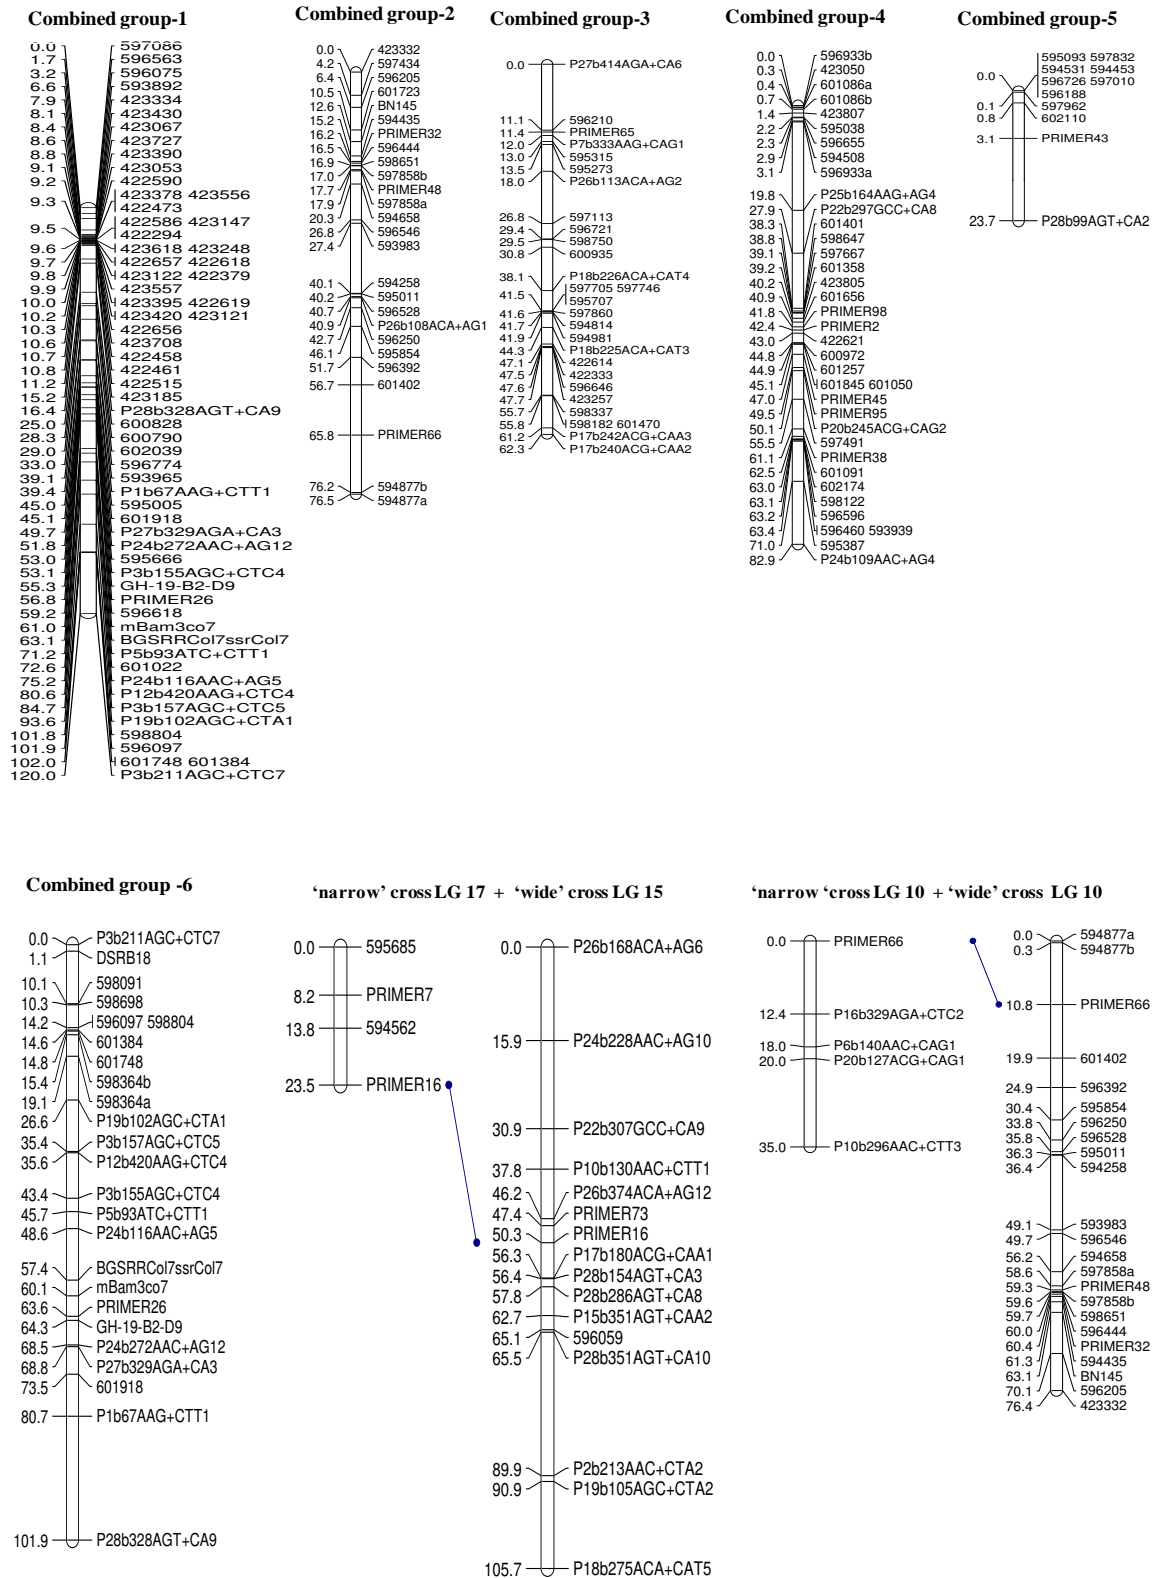 Combined group-1
0.0 597086
1.7 596563
3.2 596075
6.6 593892
7.9 423334
8.1 423430
8.4 423067
8.6 423727
8.8 423390
9.1 423053
9.2 422590
9.3 423378 423556
422473
9.5 422586 423147
422294
9.6 423618 423248
9.7 422657 422618
9.8 423122 422379
9.9 423557
10.0 423395 422619
10.2 423420 423121
10.3 422656
10.6 423708
10.7 422458
10.8 422461
11.2 422515
15.2 423185
16.4 P28b328AGT+CA9
25.0 600828
28.3 600790
29.0 602039
33.0 596774
39.1 593965
39.4 P1b67AAG+CTT1
45.0 595005
45.1 601918
49.7 P27b329AGA+CA3
51.8 P24b272AAC+AG12
53.0 595666
53.1 P3b155AGC+CTC4
55.3 GH-19-B2-D9
56.8 PRIMER26
59.2 596618
61.0 mBam3co7
63.1 BGSRRCol7ssrCol7
71.2 P5b93ATC+CTT1
72.6 601022
75.2 P24b116AAC+AG5
80.6 P12b420AAG+CTC4
84.7 P3b157AGC+CTC5
93.6 P19b102AGC+CTA1
101.8 598804
101.9 596097
102.0 601748 601384
120.0 P3b211AGC+CTC7
Combined group-2
0.0 423332
4.2 597434
6.4 596205
10.5 601723
12.6 BN145
15.2 594435
16.2 PRIMER32
16.5 596444
16.9 598651
17.0 597858b
17.7 PRIMER48
17.9 597858a
20.3 594658
26.8 596546
27.4 593983
40.1 594258
40.2 595011
40.7 596528
40.9 P26b108ACA+AG1
42.7 596250
46.1 595854
51.7 596392
56.7 601402
65.8 PRIMER66
76.2 594877b
76.5 594877a
Combined group-3
0.0 P27b414AGA+CA6
11.1 596210
11.4 PRIMER65
12.0 P7b333AAG+CAG1
13.0 595315
13.5 595273
18.0 P26b113ACA+AG2
26.8 597113
29.4 596721
29.5 598750
30.8 600935
38.1 P18b226ACA+CAT4
41.5 597705 597746
595707
41.6 597860
41.7 594814
41.9 594981
44.3 P18b225ACA+CAT3
47.1 422614
47.5 422333
47.6 596646
47.7 423257
55.7 598337
55.8 598182 601470
61.2 P17b242ACG+CAA3
62.3 P17b240ACG+CAA2
Combined group-4
0.0 596933b
0.3 423050
0.4 601086a
0.7 601086b
1.4 423807
2.2 595038
2.3 596655
2.9 594508
3.1 596933a
19.8 P25b164AAG+AG4
27.9 P22b297GCC+CA8
38.3 601401
38.8 598647
39.1 597667
39.2 601358
40.2 423805
40.9 601656
41.8 PRIMER98
42.4 PRIMER2
43.0 422621
44.8 600972
44.9 601257
45.1 601845 601050
47.0 PRIMER45
49.5 PRIMER95
50.1 P20b245ACG+CAG2
55.5 597491
61.1 PRIMER38
62.5 601091
63.0 602174
63.1 598122
63.2 596596
63.4 596460 593939
71.0 595387
82.9 P24b109AAC+AG4
Combined group-5
595093 597832
0.0 594531 594453
596726 597010
596188
0.1 597962
0.8 602110
3.1 PRIMER43
23.7 P28b99AGT+CA2
Combined group -6
0.0 P3b211AGC+CTC7
1.1 DSRB18
10.1 598091
10.3 598698
14.2 596097 598804
14.6 601384
14.8 601748
15.4 598364b
19.1 598364a
26.6 P19b102AGC+CTA1
35.4 P3b157AGC+CTC5
35.6 P12b420AAG+CTC4
43.4 P3b155AGC+CTC4
45.7 P5b93ATC+CTT1
48.6 P24b116AAC+AG5
57.4 BGSRRCol7ssrCol7
60.1 mBam3co7
63.6 PRIMER26
64.3 GH-19-B2-D9
68.5 P24b272AAC+AG12
68.8 P27b329AGA+CA3
73.5 601918
80.7 P1b67AAG+CTT1
101.9 P28b328AGT+CA9
‘narrow’ cross LG 17 + ‘wide’ cross LG 15
0.0 595685
8.2 PRIMER7
13.8 594562
23.5 PRIMER16
0.0 P26b168ACA+AG6
15.9 P24b228AAC+AG10
30.9 P22b307GCC+CA9
37.8 P10b130AAC+CTT1
46.2 P26b374ACA+AG12
47.4 PRIMER73
50.3 PRIMER16
56.3 P17b180ACG+CAA1
56.4 P28b154AGT+CA3
57.8 P28b286AGT+CA8
62.7 P15b351AGT+CAA2
65.1 596059
65.5 P28b351AGT+CA10
89.9 P2b213AAC+CTA2
90.9 P19b105AGC+CTA2
105.7 P18b275ACA+CAT5
‘narrow ‘cross LG 10 + ‘wide’ cross LG 10
0.0 PRIMER66
12.4 P16b329AGA+CTC2
18.0 P6b140AAC+CAG1
20.0 P20b127ACG+CAG1
35.0 P10b296AAC+CTT3
0.0 594877a
0.3 594877b
10.8 PRIMER66
19.9 601402
24.9 596392
30.4 595854
33.8 596250
35.8 596528
36.3 595011
36.4 594258
49.1 593983
49.7 596546
56.2 594658
58.6 597858a
59.3 PRIMER48
59.6 597858b
59.7 598651
60.0 596444
60.4 PRIMER32
61.3 594435
63.1 BN145
70.1 596205
76.4 423332